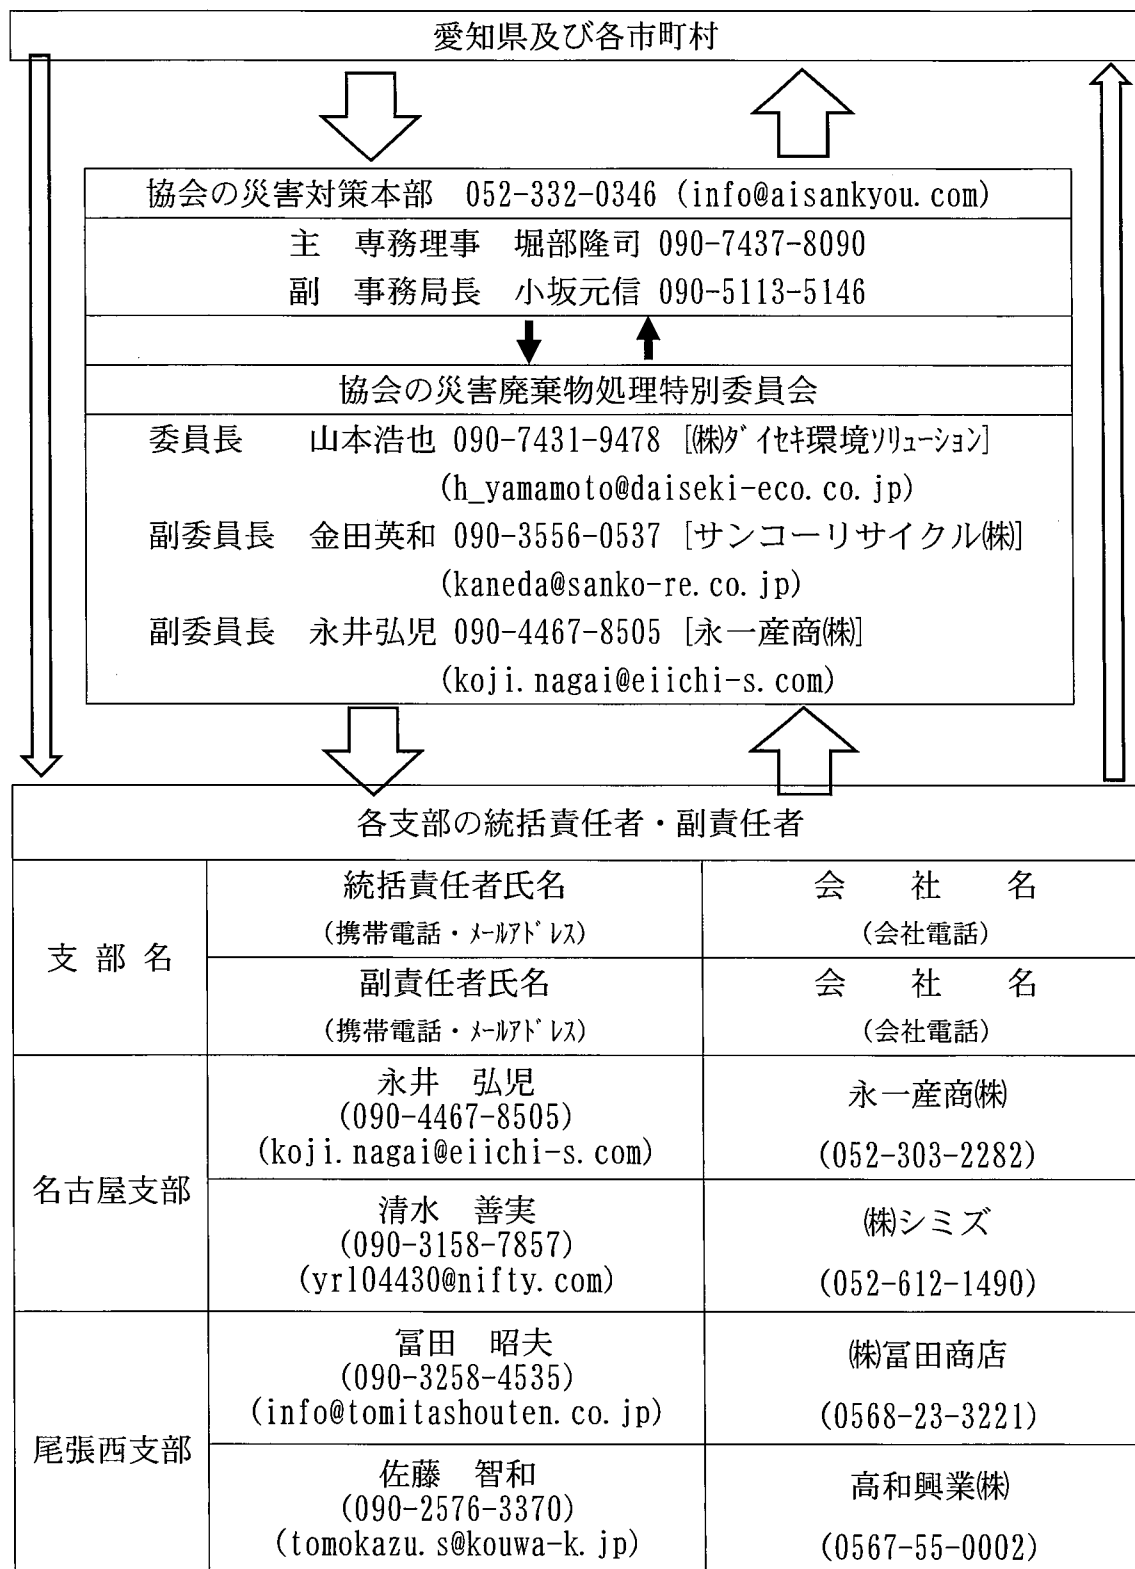 愛知県及び各市町村
協会の災害対策本部　052-332-0346 (info@aisankyou.com)
主　専務理事　堀部隆司 090-7437-8090
副　事務局長　小坂元信 090-5113-5146
協会の災害廃棄物処理特別委員会
委員長　山本浩也 090-7431-9478 [㈱ﾀﾞｲｾｷ環境ｿﾘｭｰｼｮﾝ]
(h_yamamoto@daiseki-eco.co.jp)
副委員長　金田英和 090-3556-0537 [サンコーリサイクル㈱]
(kaneda@sanko-re.co.jp)
副委員長　永井弘児 090-4467-8505 [永一産商㈱]
(koji.nagai@eiichi-s.com)
各支部の統括責任者・副責任者
支 部 名
統括責任者氏名
(携帯電話・ﾒｰﾙｱﾄﾞﾚｽ)
会　社　名
(会社電話)
副責任者氏名
(携帯電話・ﾒｰﾙｱﾄﾞﾚｽ)
会　社　名
(会社電話)
名古屋支部
永井　弘児
(090-4467-8505)
(koji.nagai@eiichi-s.com)
永一産商㈱
(052-303-2282)
清水　善実
(090-3158-7857)
(yrl04430@nifty.com)
㈱シミズ
(052-612-1490)
尾張西支部
冨田　昭夫
(090-3258-4535)
(info@tomitashouten.co.jp)
㈱冨田商店
(0568-23-3221)
佐藤　智和
(090-2576-3370)
(tomokazu.s@kouwa-k.jp)
高和興業㈱
(0567-55-0002)